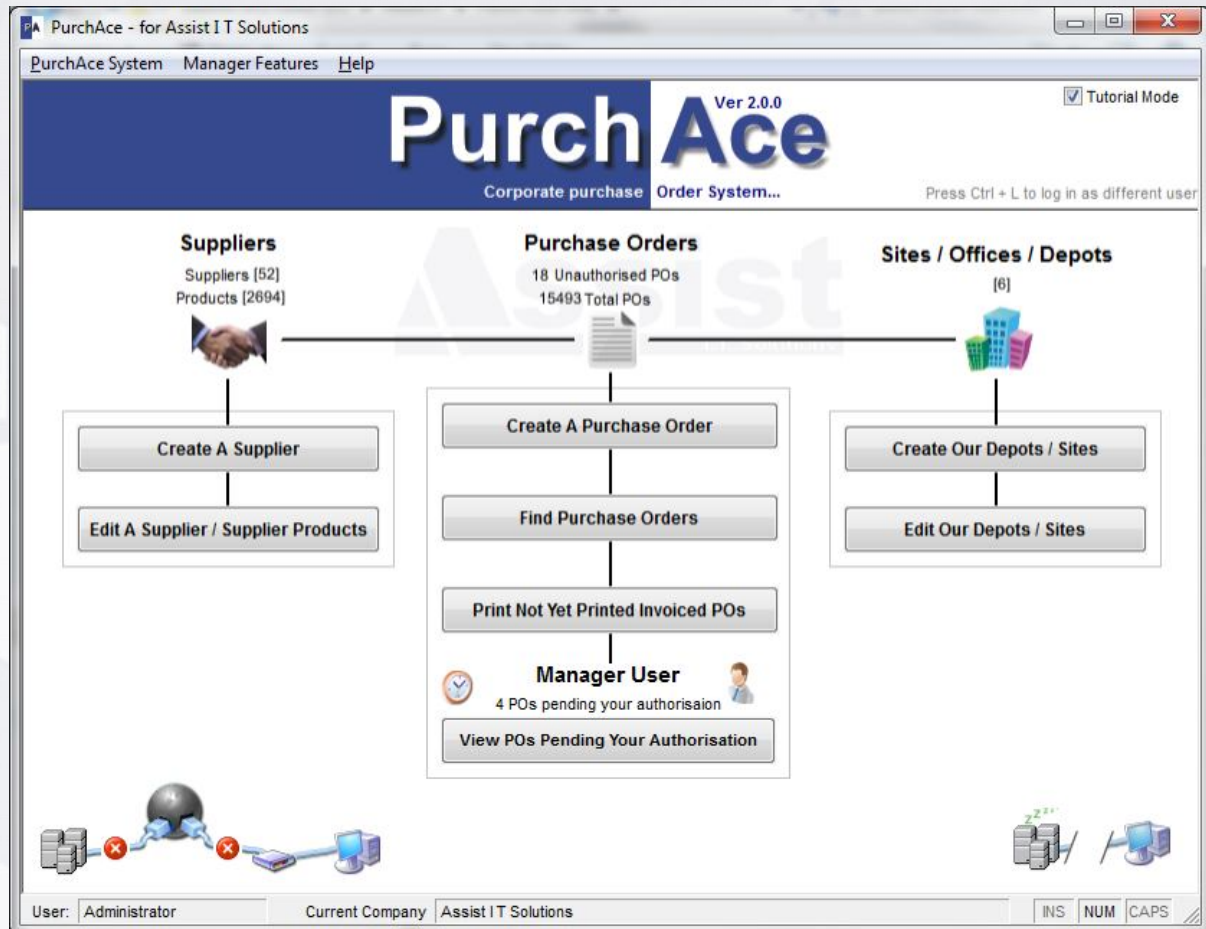 PA PurchAce - for Assist I T Solutions
PurchAce System Manager Features Help
PurchAce
Ver 2.0.0
Tutorial Mode
Corporate purchase Order System...
Press Ctrl + L to log in as different user
Assist
Suppliers
Suppliers [52]
Products [2694]
Purchase Orders
18 Unauthorised POs
15493 Total POs
Sites / Offices / Depots
[6]
Create A Supplier
Edit A Supplier / Supplier Products
Create A Purchase Order
Find Purchase Orders
Print Not Yet Printed Invoiced POs
Manager User
4 POs pending your authorisaion
View POs Pending Your Authorisation
Create Our Depots / Sites
Edit Our Depots / Sites
zzzz
User: Administrator Current Company Assist I T Solutions INS NUM CAPS